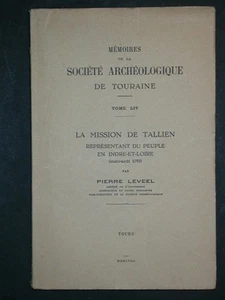 MÉMOIRES
DE LA
SOCIÉTÉ ARCHÉOLOGIQUE
DE TOURAINE
TOME LIV
LA MISSION DE TALLIEN
REPRÉSENTANT DU PEUPLE
EN INDRE-ET-LOIRE
PAR
PIERRE LEVEEL
TOURS